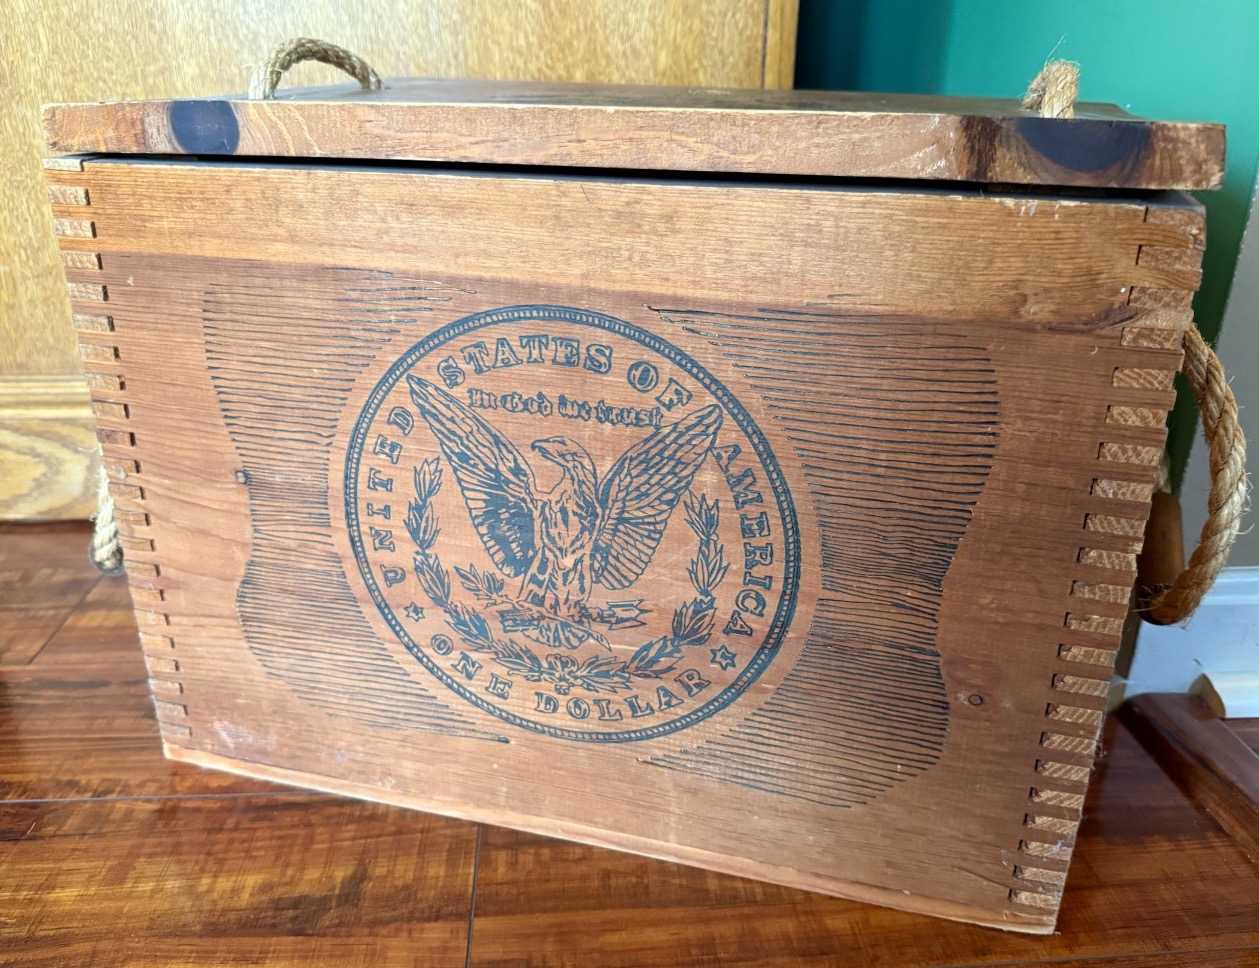 UNITED STATES OF AMERICA
In God we trust
ONE DOLLAR